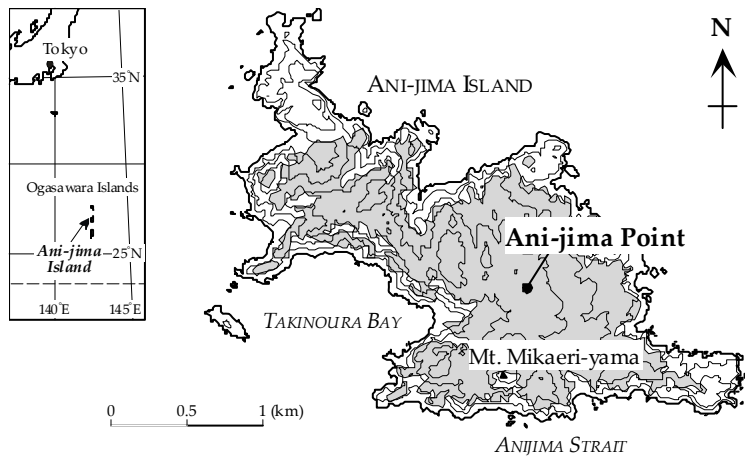 Tokyo
35°N
Ogasawara Islands
Ani-jima
Island
25°N
140°E
145°E
ANI-JIMA ISLAND
N
Ani-jima Point
TAKINOURA BAY
Mt. Mikaeri-yama
0 0.5 1 (km)
ANIJIMA STRAIT